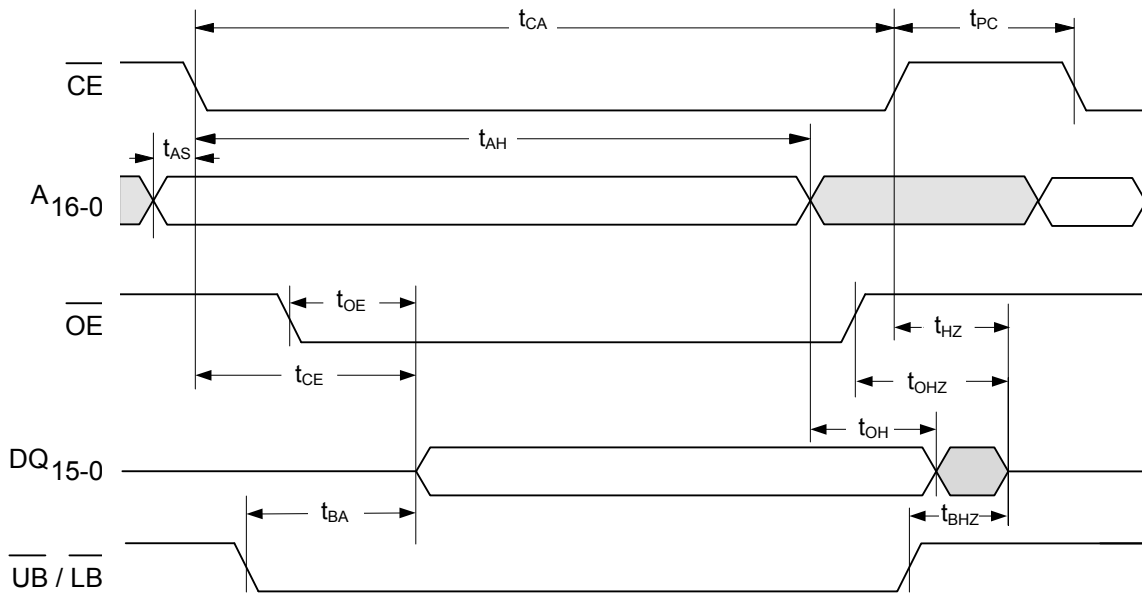 tCA
tPC
CE
tAS
tAH
A16-0
OE
tOE
tHZ
tCE
tOHZ
tOH
DQ15-0
tBA
tBHZ
UB / LB